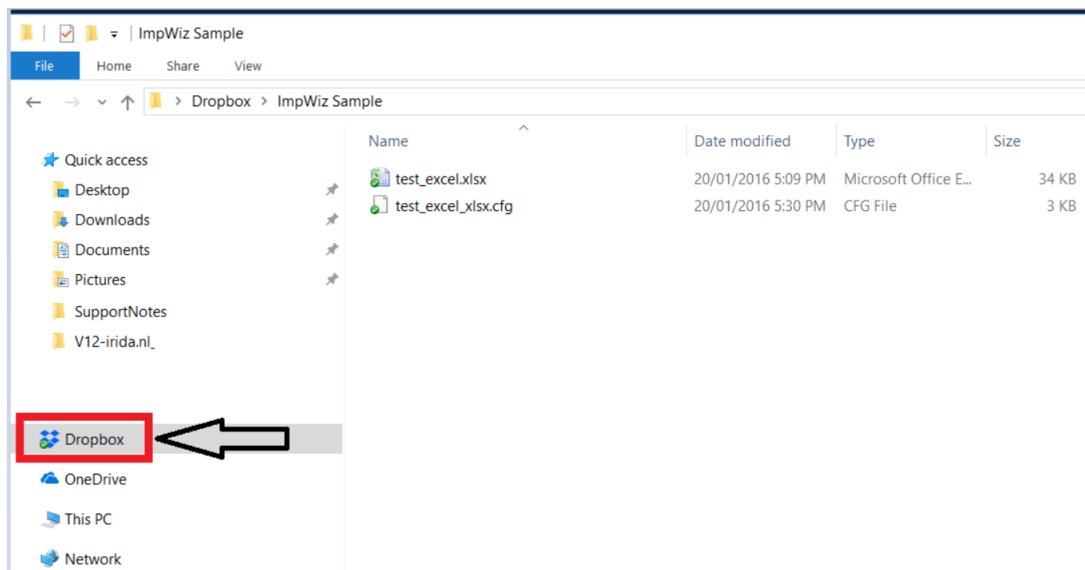 ImpWiz Sample
File Home Share View
Dropbox > ImpWiz Sample
Name Date modified Type Size
Quick access
test_excel.xlsx 20/01/2016 5:09 PM Microsoft Office E... 34 KB
Desktop
test_excel_xlsx.cfg 20/01/2016 5:30 PM CFG File 3 KB
Downloads
Documents
Pictures
SupportNotes
V12-irida.nl_
Dropbox
OneDrive
This PC
Network